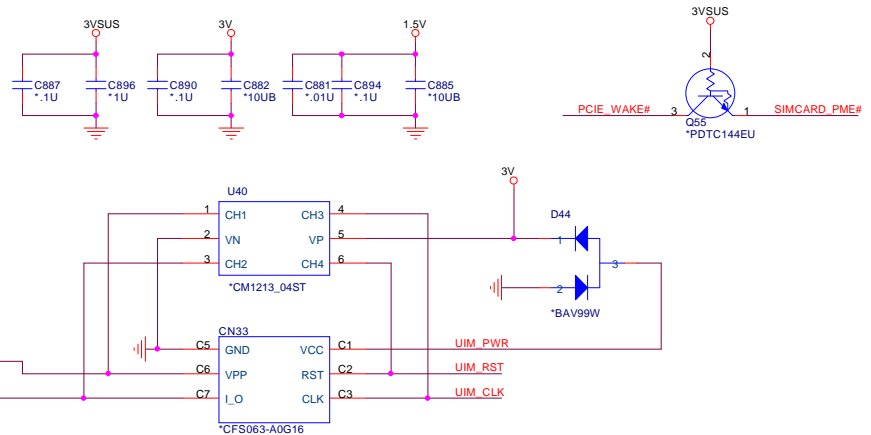 3VSUS
3V
1.5V
3VSUS
C887
*.1U
C896
*1U
C890
*.1U
C882
*10UB
C881
*.01U
C894
*.1U
C885
*10UB
2
PCIE_WAKE#
3
1
SIMCARD_PME#
Q55
*PDTC144EU
3V
U40
D44
1
CH1
CH3
4
2
VN
VP
5
1
3
CH2
CH4
6
3
*CM1213_04ST
2
*BAV99W
CN33
C5
GND
VCC
C1
UIM_PWR
C6
VPP
RST
C2
UIM_RST
C7
I_O
CLK
C3
UIM_CLK
*CFS063-A0G16